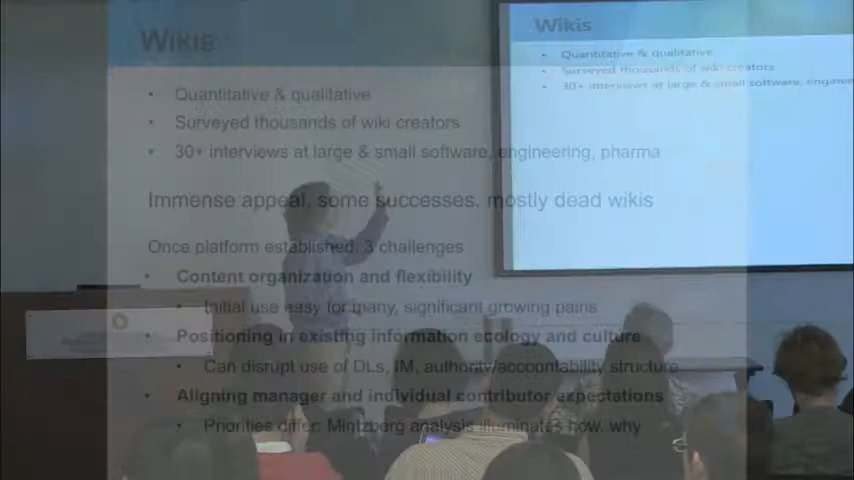 Wikis
• Quantitative & qualitative
• Surveyed thousands of wiki creators
• 30+ interviews at large & small software, engineering, pharma
Immense appeal, some successes, mostly dead wikis
Once platform established, 3 challenges
• Content organization and flexibility
• Initial use easy for many, significant growing pains
• Positioning in existing information ecology and culture
• Can disrupt use of DLs, IM, authority/accountability structure
• Aligning manager and individual contributor expectations
• Priorities differ: Mintzberg analysis illuminates how, why
Wikis
• Quantitative & qualitative
• Surveyed thousands of wiki creators
• 30+ interviews at large & small software, enginee